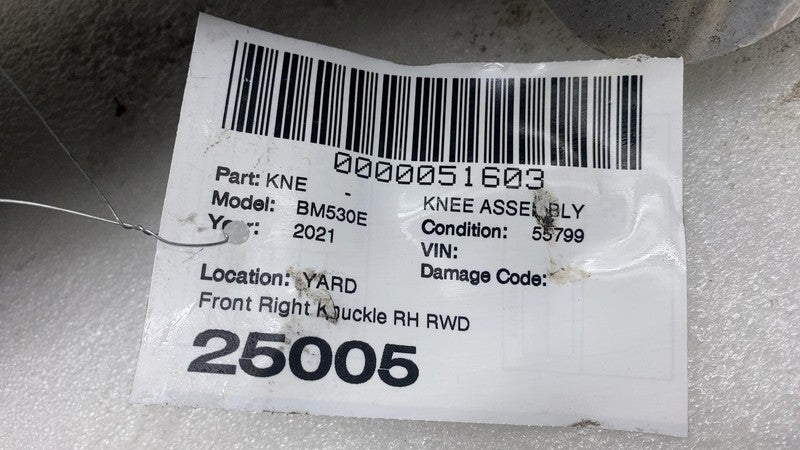 0000051603
Part: KNE - KNEE ASSEMBLY
Model: BM530E Condition: 55799
Year: 2021 VIN:
Damage Code:
Location: YARD
Front Right Knuckle RH RWD
25005